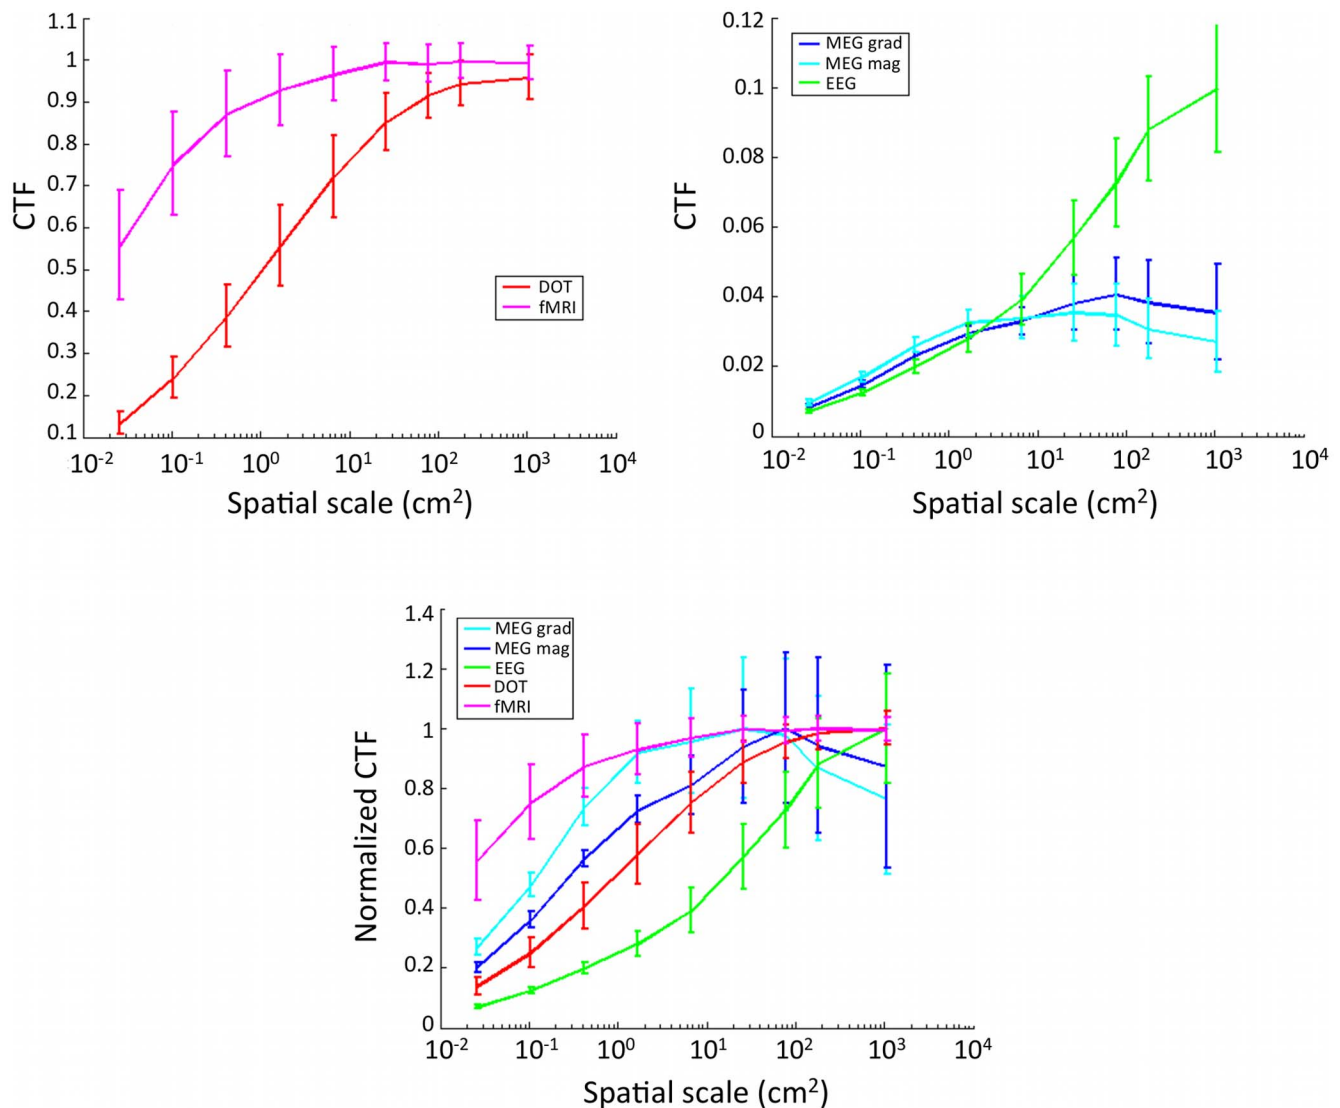 1.1
1
0.9
0.8
0.7
0.6
0.5
0.4
0.3
0.2
0.1
CTF
DOT
fMRI
10-2 10-1 100 101 102 103 104
Spatial scale (cm2)
0.12
0.1
0.08
0.06
0.04
0.02
0
CTF
MEG grad
MEG mag
EEG
10-2 10-1 100 101 102 103 104
Spatial scale (cm2)
1.4
1.2
1
0.8
0.6
0.4
0.2
0
Normalized CTF
MEG grad
MEG mag
EEG
DOT
fMRI
10-2 10-1 100 101 102 103 104
Spatial scale (cm2)